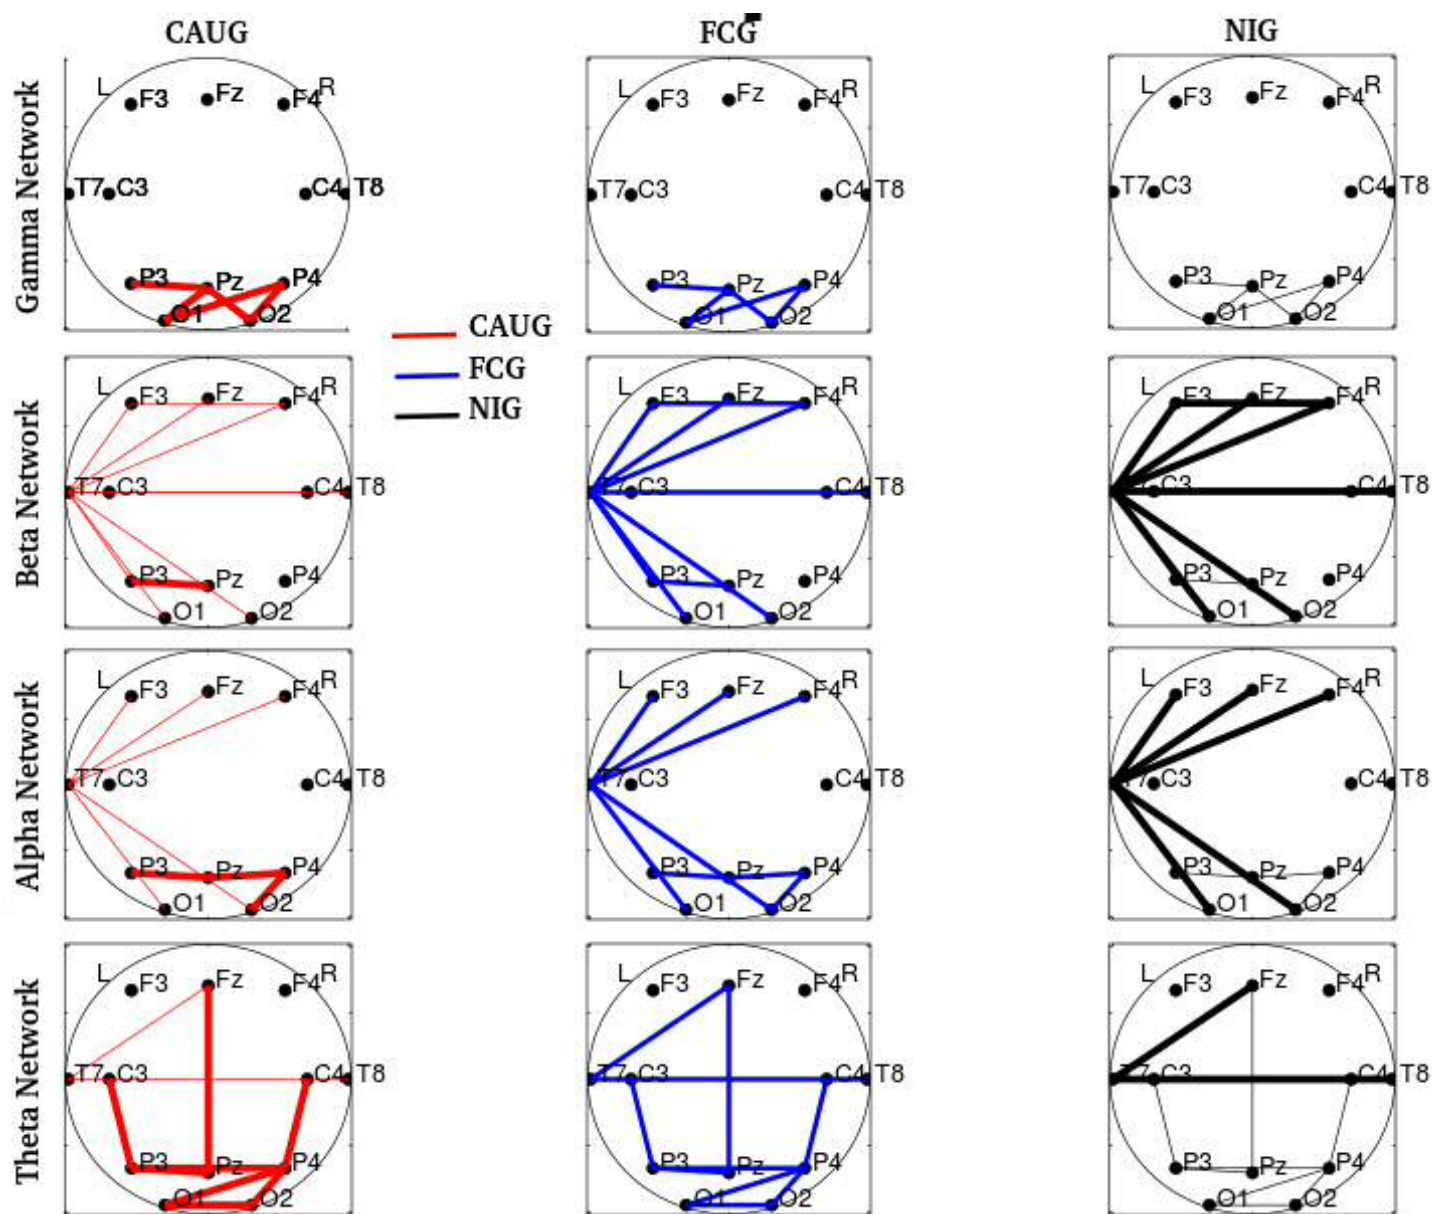 CAUG FCG NIG
Gamma Network
L F3 Fz F4 R
T7 C3 C4 T8
P3 Pz P4
O1 O2
L F3 Fz F4 R
T7 C3 C4 T8
P3 Pz P4
O1 O2
L F3 Fz F4 R
T7 C3 C4 T8
P3 Pz P4
O1 O2
CAUG
FCG
NIG
Beta Network
L F3 Fz F4 R
T7 C3 C4 T8
P3 Pz P4
O1 O2
L F3 Fz F4 R
T7 C3 C4 T8
P3 Pz P4
O1 O2
L F3 Fz F4 R
T7 C3 C4 T8
P3 Pz P4
O1 O2
Alpha Network
L F3 Fz F4 R
T7 C3 C4 T8
P3 Pz P4
O1 O2
L F3 Fz F4 R
T7 C3 C4 T8
P3 Pz P4
O1 O2
L F3 Fz F4 R
T7 C3 C4 T8
P3 Pz P4
O1 O2
Theta Network
L F3 Fz F4 R
T7 C3 C4 T8
P3 Pz P4
O1 O2
L F3 Fz F4 R
T7 C3 C4 T8
P3 Pz P4
O1 O2
L F3 Fz F4 R
T7 C3 C4 T8
P3 Pz P4
O1 O2